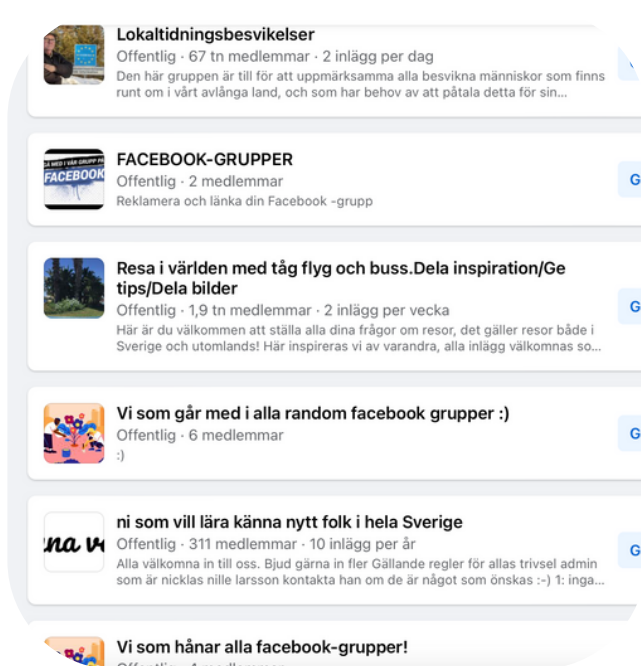 Lokaltidningsbesvikelser
Offentlig · 67 tn medlemmar · 2 inlägg per dag
Den här gruppen är till för att uppmärksamma alla besvikna människor som finns
runt om i vårt avlånga land, och som har behov av att påtala detta för sin...
FACEBOOK
FACEBOOK-GRUPPER
Offentlig · 2 medlemmar
Reklamera och länka din Facebook -grupp
G
Resa i världen med tåg flyg och buss.Dela inspiration/Ge
tips/Dela bilder
Offentlig · 1,9 tn medlemmar · 2 inlägg per vecka
Här är du välkommen att ställa alla dina frågor om resor, det gäller resor både i
Sverige och utomlands! Här inspireras vi av varandra, alla inlägg välkomnas so...
G
Vi som går med i alla random facebook grupper :)
Offentlig · 6 medlemmar
:)
G
ni som vill lära känna nytt folk i hela Sverige
Offentlig · 311 medlemmar · 10 inlägg per år
Alla välkomna in till oss. Bjud gärna in fler Gällande regler för allas trivsel admin
som är nicklas nille larsson kontakta han om de är något som önskas :-) 1: inga...
G
Vi som hånar alla facebook-grupper!